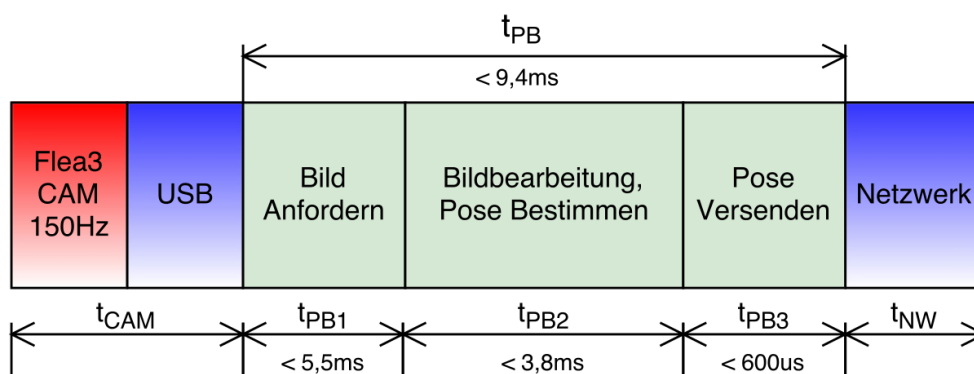 tPB
< 9,4ms
Flea3
CAM
150Hz
USB
Bild
Anfordern
Bildbearbeitung,
Pose Bestimmen
Pose
Versenden
Netzwerk
tCAM
tPB1
tPB2
tPB3
tNW
< 5,5ms
< 3,8ms
< 600us